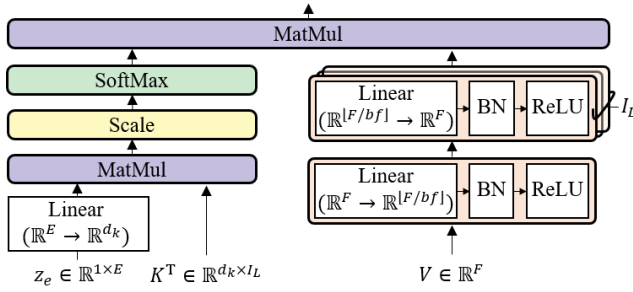 MatMul
SoftMax
Scale
MatMul
Linear
(ℝ^E → ℝ^{d_k})
z_e ∈ ℝ^{1×E}
K^T ∈ ℝ^{d_k×I_L}
Linear
(ℝ^{⌊F/bf⌋} → ℝ^F)
BN
ReLU
I_L
Linear
(ℝ^F → ℝ^{⌊F/bf⌋})
BN
ReLU
V ∈ ℝ^F